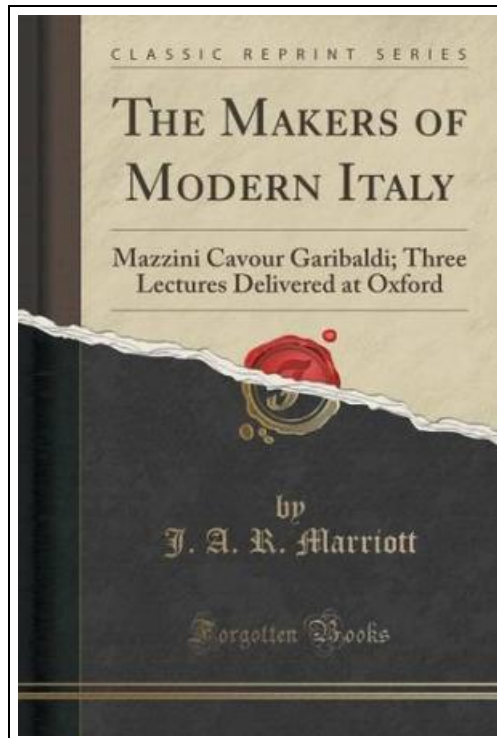 CLASSIC REPRINT SERIES
THE MAKERS OF
MODERN ITALY
Mazzini Cavour Garibaldi; Three
Lectures Delivered at Oxford
F
by
J. A. R. Marriott
Forgotten Books